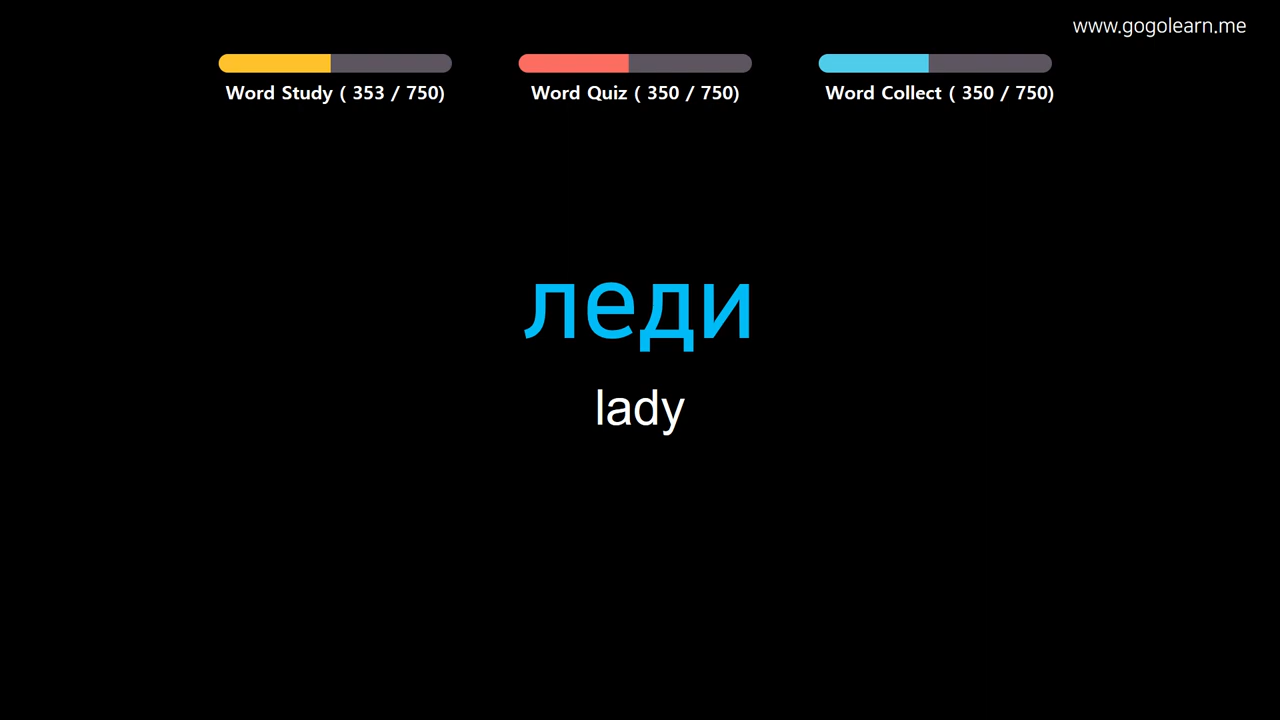 www.gogolearn.me
Word Study ( 353 / 750)
Word Quiz ( 350 / 750)
Word Collect ( 350 / 750)
леди
lady